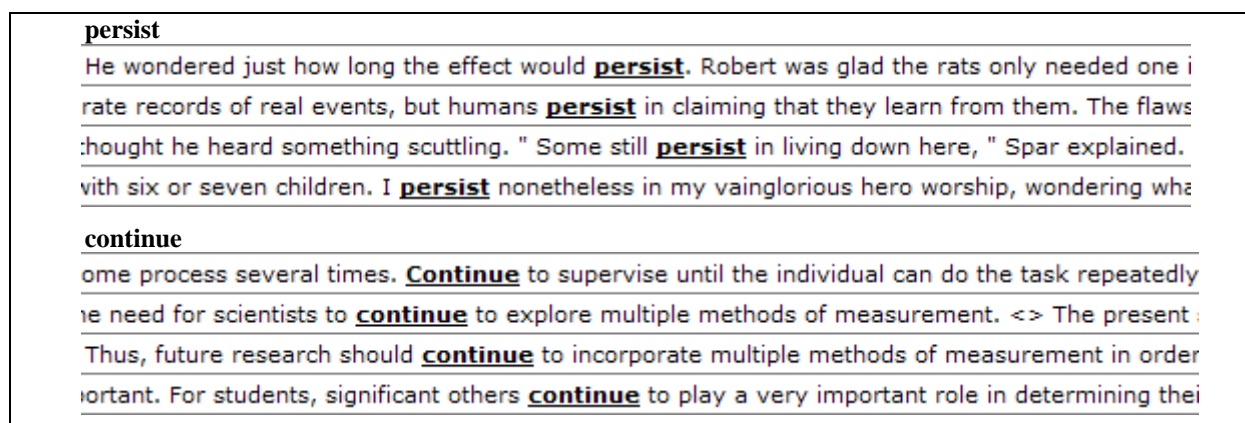 persist
He wondered just how long the effect would persist. Robert was glad the rats only needed one
rate records of real events, but humans persist in claiming that they learn from them. The flaws
thought he heard something scuttling. " Some still persist in living down here, " Spar explained.
with six or seven children. I persist nonetheless in my vainglorious hero worship, wondering
continue
ome process several times. Continue to supervise until the individual can do the task repeatedly
need for scientists to continue to explore multiple methods of measurement. <> The present
Thus, future research should continue to incorporate multiple methods of measurement in order
ortant. For students, significant others continue to play a very important role in determining